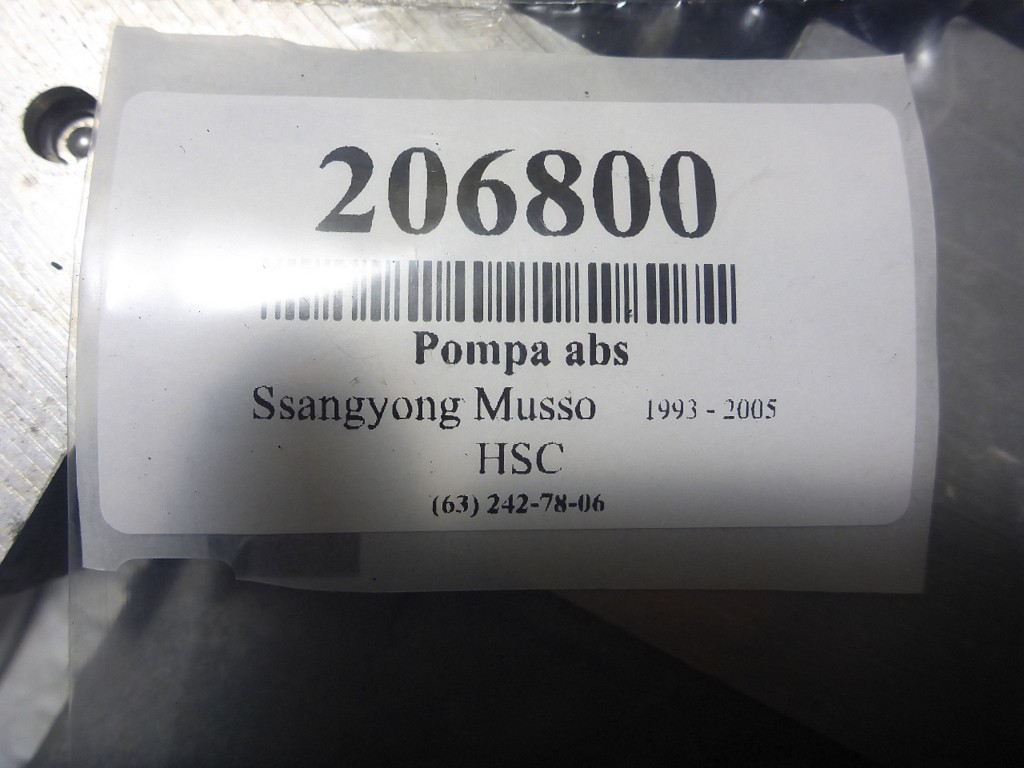 206800
Pompa abs
Ssangyong Musso 1993 - 2005
HSC
(63) 242-78-06